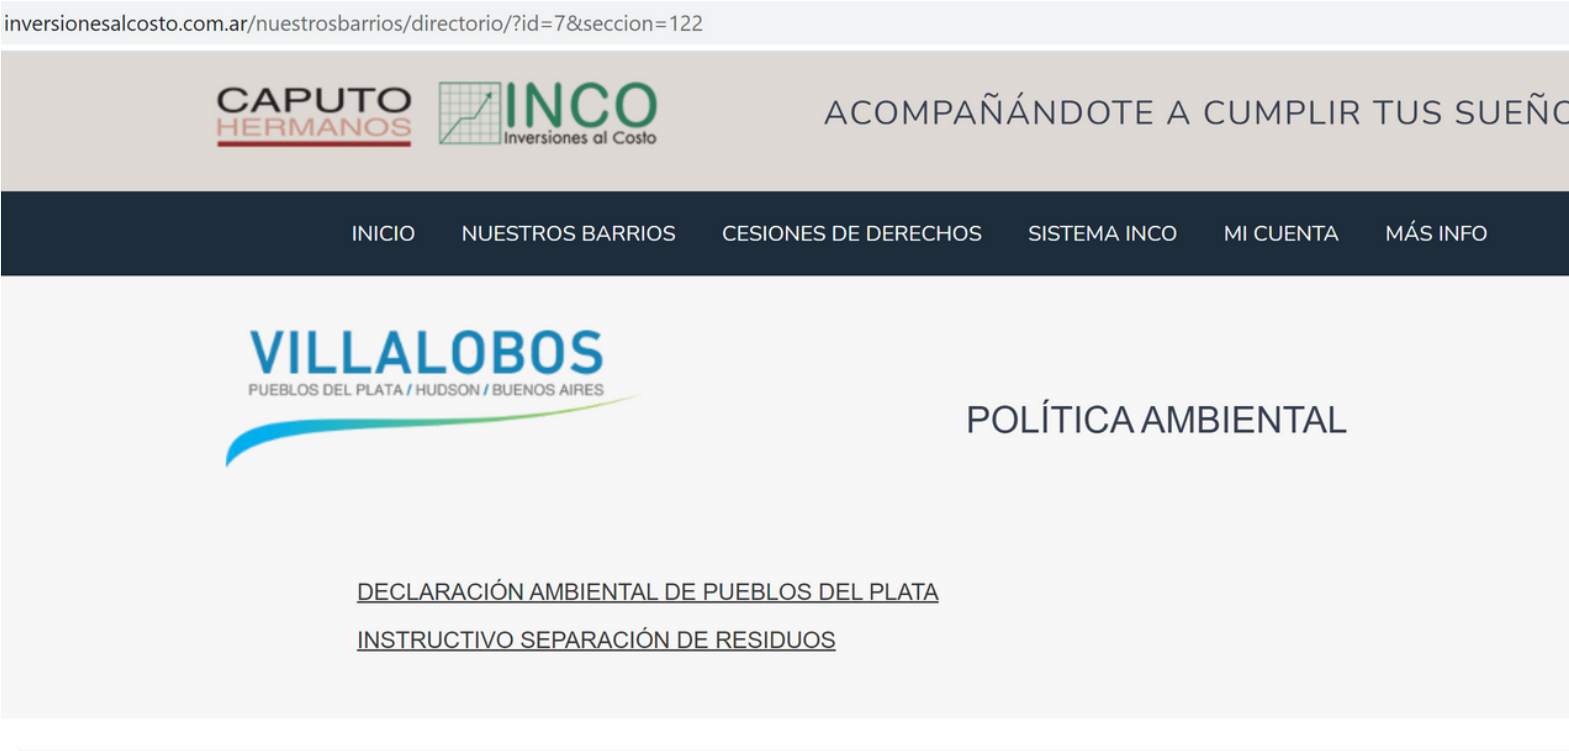 inversionesalcosto.com.ar/nuestrosbarrios/directorio/?id=7&seccion=122
CAPUTO
HERMANOS
INCO
Inversiones al Costo
ACOMPAÑÁNDOTE A CUMPLIR TUS SUEÑO
INICIO NUESTROS BARRIOS CESIONES DE DERECHOS SISTEMA INCO MI CUENTA MÁS INFO
VILLALOBOS
PUEBLOS DEL PLATA / HUDSON / BUENOS AIRES
POLÍTICA AMBIENTAL
DECLARACIÓN AMBIENTAL DE PUEBLOS DEL PLATA
INSTRUCTIVO SEPARACIÓN DE RESIDUOS